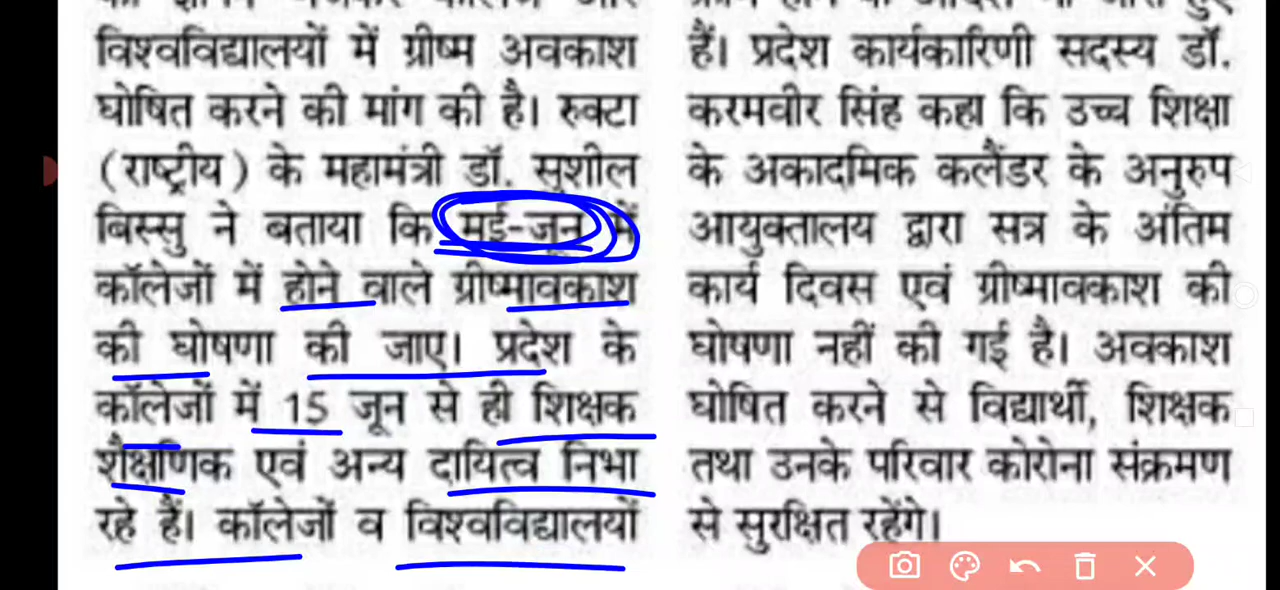 विश्वविद्यालयों में ग्रीष्म अवकाश
घोषित करने की मांग की है। रुक्टा
(राष्ट्रीय) के महामंत्री डॉ. सुशील
बिस्सु ने बताया कि मई-जून में
कॉलेजों में होने वाले ग्रीष्मावकाश
की घोषणा की जाए। प्रदेश के
कॉलेजों में 15 जून से ही शिक्षक
शैक्षणिक एवं अन्य दायित्व निभा
रहे हैं। कॉलेजों व विश्वविद्यालयों
हैं। प्रदेश कार्यकारिणी सदस्य डॉ.
करमवीर सिंह कहा कि उच्च शिक्षा
के अकादमिक कलैंडर के अनुरुप
आयुक्तालय द्वारा सत्र के अंतिम
कार्य दिवस एवं ग्रीष्मावकाश की
घोषणा नहीं की गई है। अवकाश
घोषित करने से विद्यार्थी, शिक्षक
तथा उनके परिवार कोरोना संक्रमण
से सुरक्षित रहेंगे।